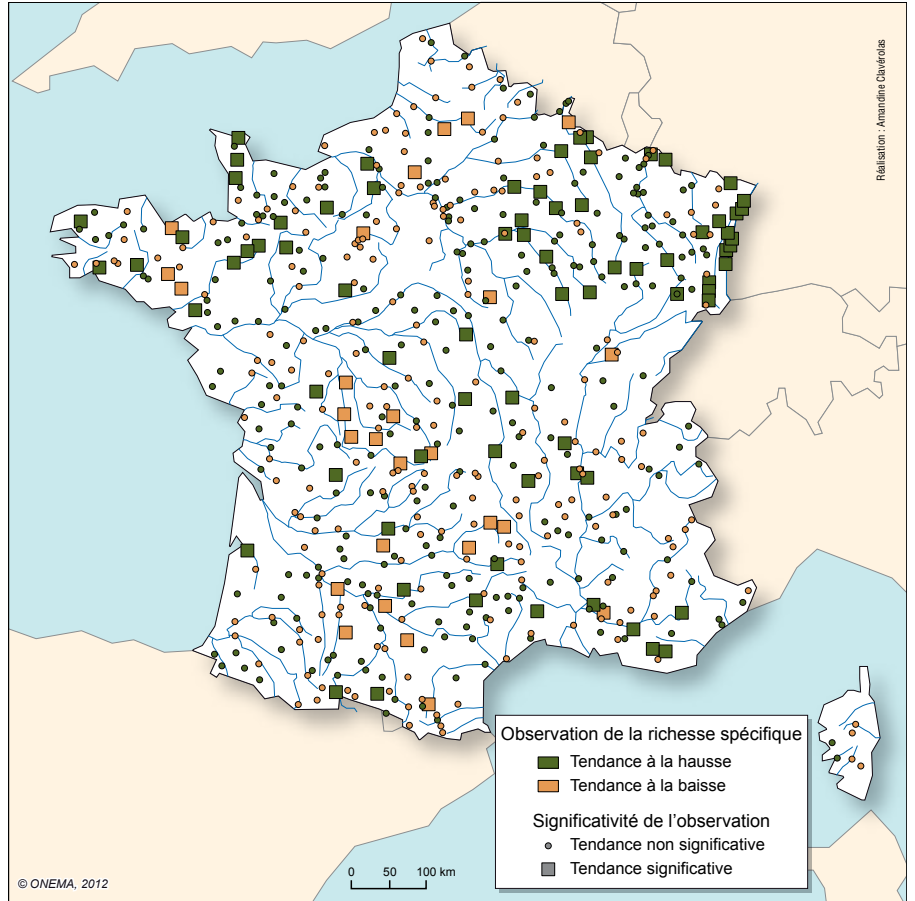 Réalisation : Amandine Clavérolas
Observation de la richesse spécifique
Tendance à la hausse
Tendance à la baisse
Significativité de l'observation
Tendance non significative
Tendance significative
0 50 100 km
© ONEMA, 2012